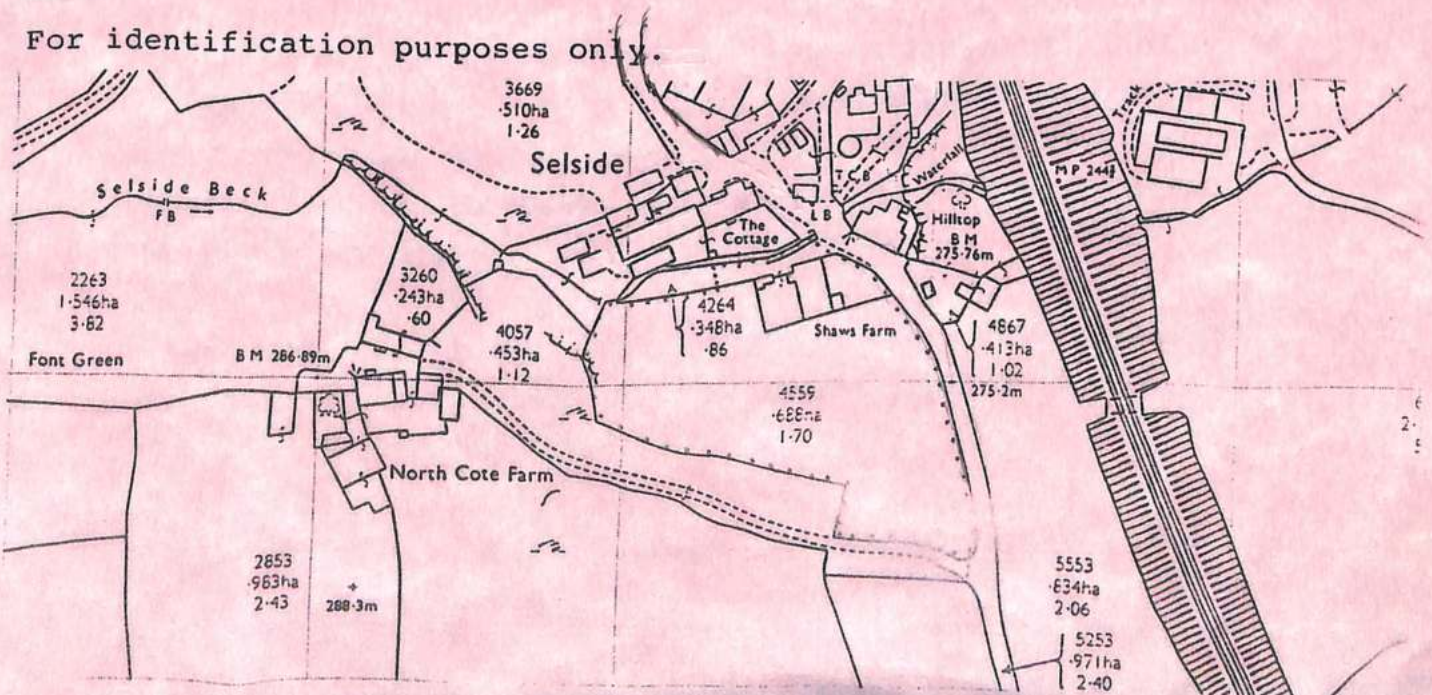 For identification purposes only.
3669
·510ha
1·26
Selside
Track
Waterfall
T C B
M P 244¾
Selside Beck
F B
L B
The
Cottage
Hilltop
B M
275·76m
2263
1·546ha
3·82
3260
·243ha
·60
4264
·348ha
·86
Shaws Farm
4057
·453ha
1·12
4867
·413ha
1·02
275·2m
Font Green
B M 286·89m
4559
·688ha
1·70
North Cote Farm
2853
·983ha
2·43
288·3m
5553
·834ha
2·06
5253
·971ha
2·40